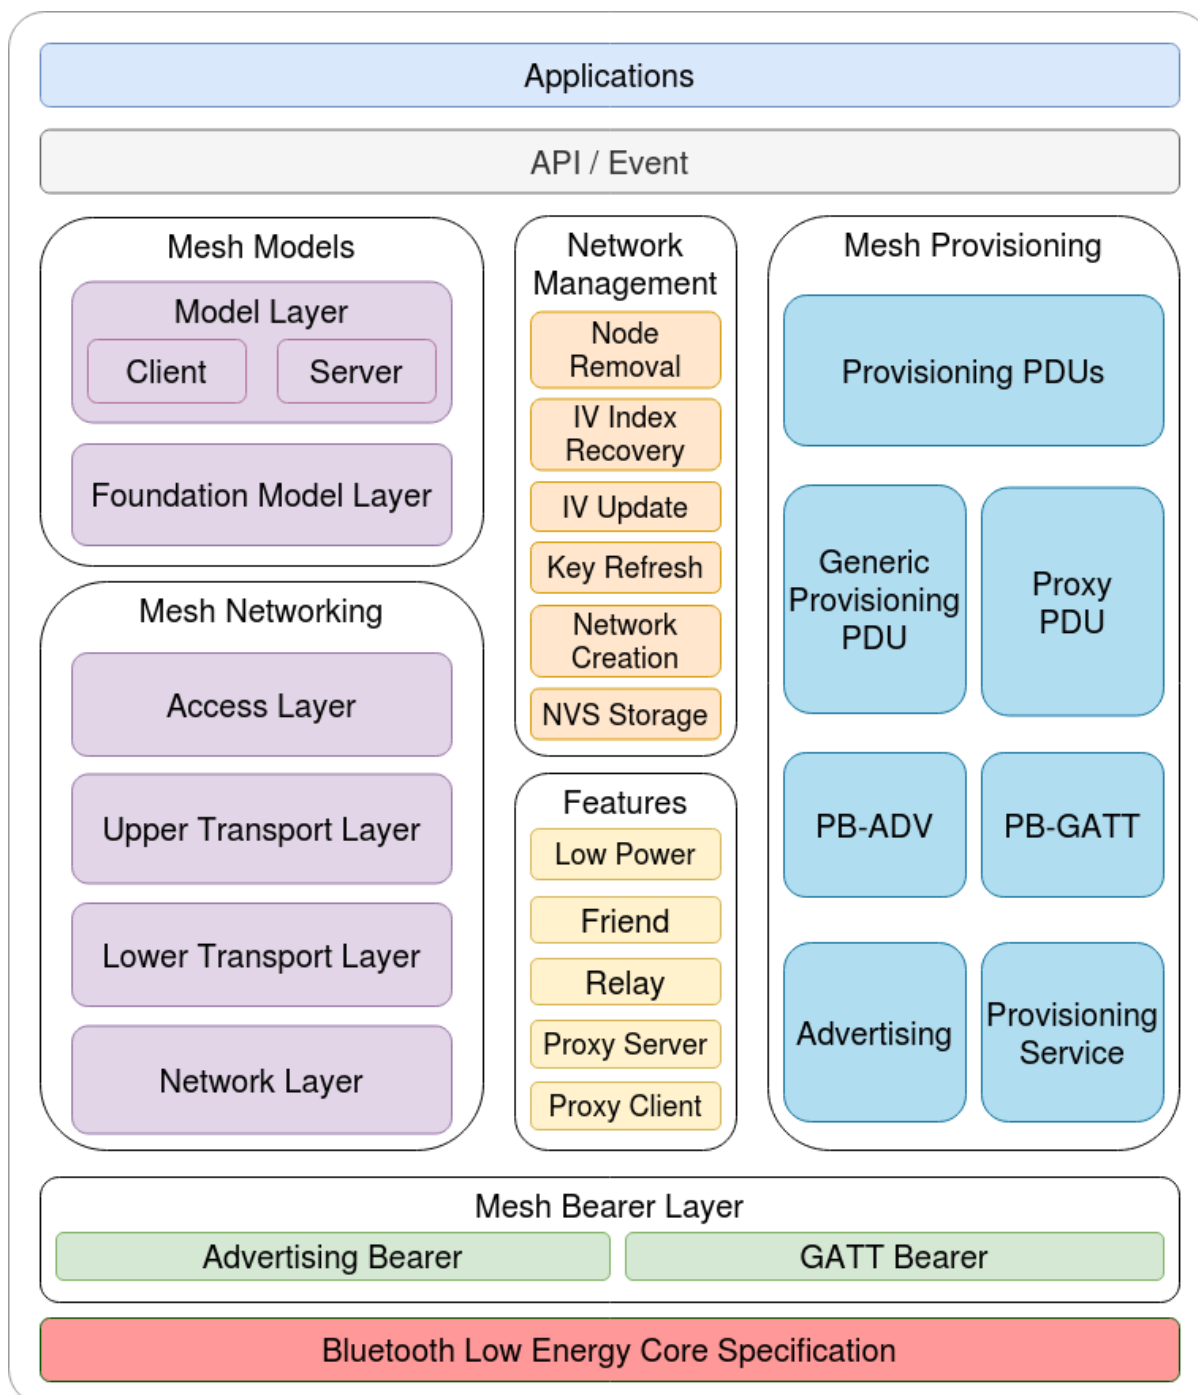 Applications
API / Event
Mesh Models
Model Layer
Client
Server
Foundation Model Layer
Mesh Networking
Access Layer
Upper Transport Layer
Lower Transport Layer
Network Layer
Network
Management
Node
Removal
IV Index
Recovery
IV Update
Key Refresh
Network
Creation
NVS Storage
Features
Low Power
Friend
Relay
Proxy Server
Proxy Client
Mesh Provisioning
Provisioning PDUs
Generic
Provisioning
PDU
Proxy
PDU
PB-ADV
PB-GATT
Advertising
Provisioning
Service
Mesh Bearer Layer
Advertising Bearer
GATT Bearer
Bluetooth Low Energy Core Specification